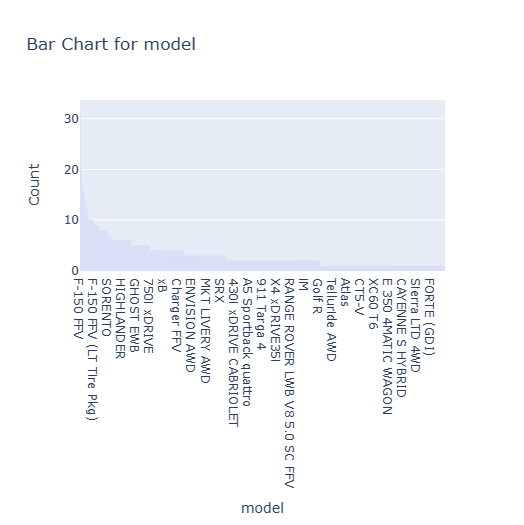 Bar Chart for model
30
20
10
0
Count
F-150 FFV
F-150 FFV (LT Tire Pkg)
SORENTO
HIGHLANDER
GHOST EWB
750I xDRIVE
xB
Charger FFV
ENVISION AWD
MKT LIVERY AWD
SRX
430I xDRIVE CABRIOLET
A5 Sportback quattro
911 Targa 4
X4 xDRIVE35I
RANGE ROVER LWB V8 5.0 SC FFV
IM
Golf R
Telluride AWD
Atlas
CT5-V
XC60 T6
E 350 4MATIC WAGON
CAYENNE S HYBRID
Sierra LTD 4WD
FORTE (GDI)
model